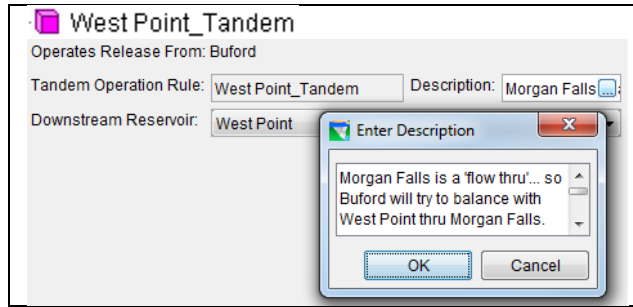 West Point_Tandem
Operates Release From: Buford
Tandem Operation Rule: West Point_Tandem Description: Morgan Falls ...
Downstream Reservoir: West Point
Enter Description
Morgan Falls is a 'flow thru'... so
Buford will try to balance with
West Point thru Morgan Falls.
OK Cancel